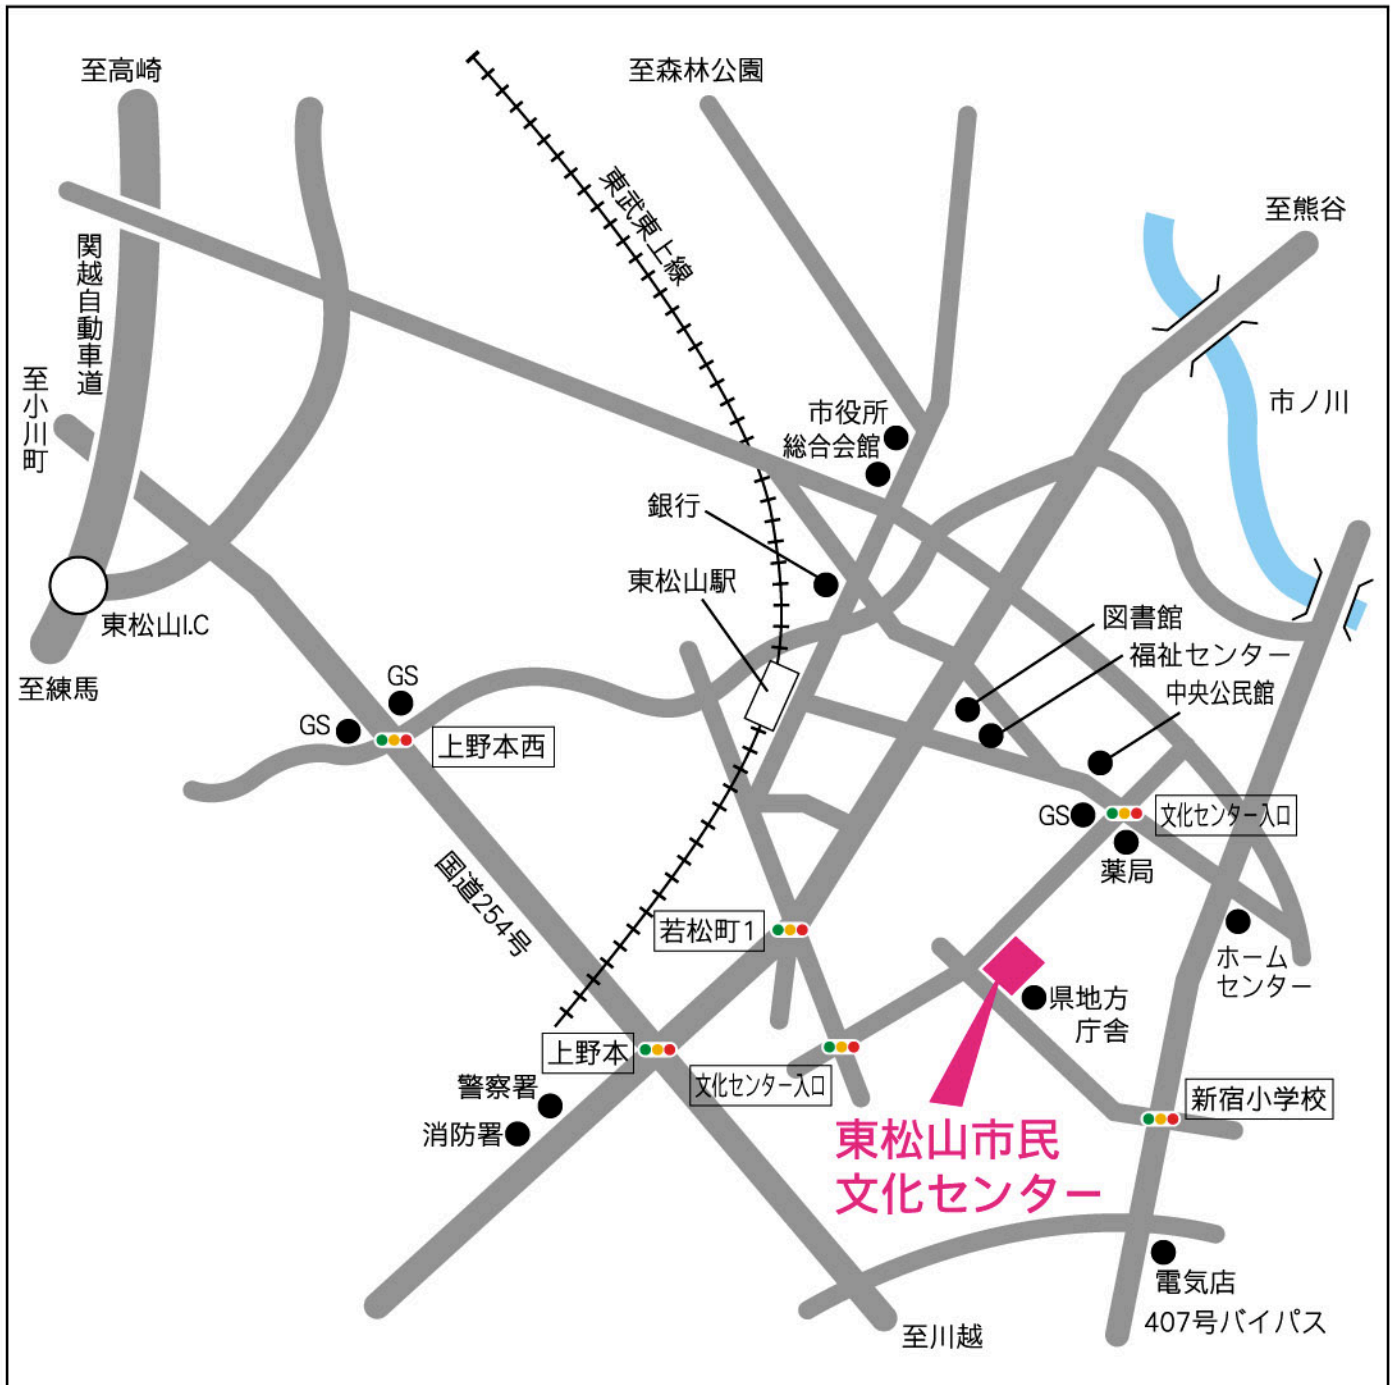 至高崎
至森林公園
東武東上線
至熊谷
関越自動車道
至小川町
市ノ川
市役所
総合会館
銀行
東松山駅
図書館
福祉センター
中央公民館
東松山I.C
至練馬
GS
GS
上野本西
GS
文化センター入口
薬局
国道254号
若松町1
ホーム
センター
県地方
庁舎
上野本
文化センター入口
警察署
消防署
新宿小学校
東松山市民
文化センター
電気店
407号バイパス
至川越